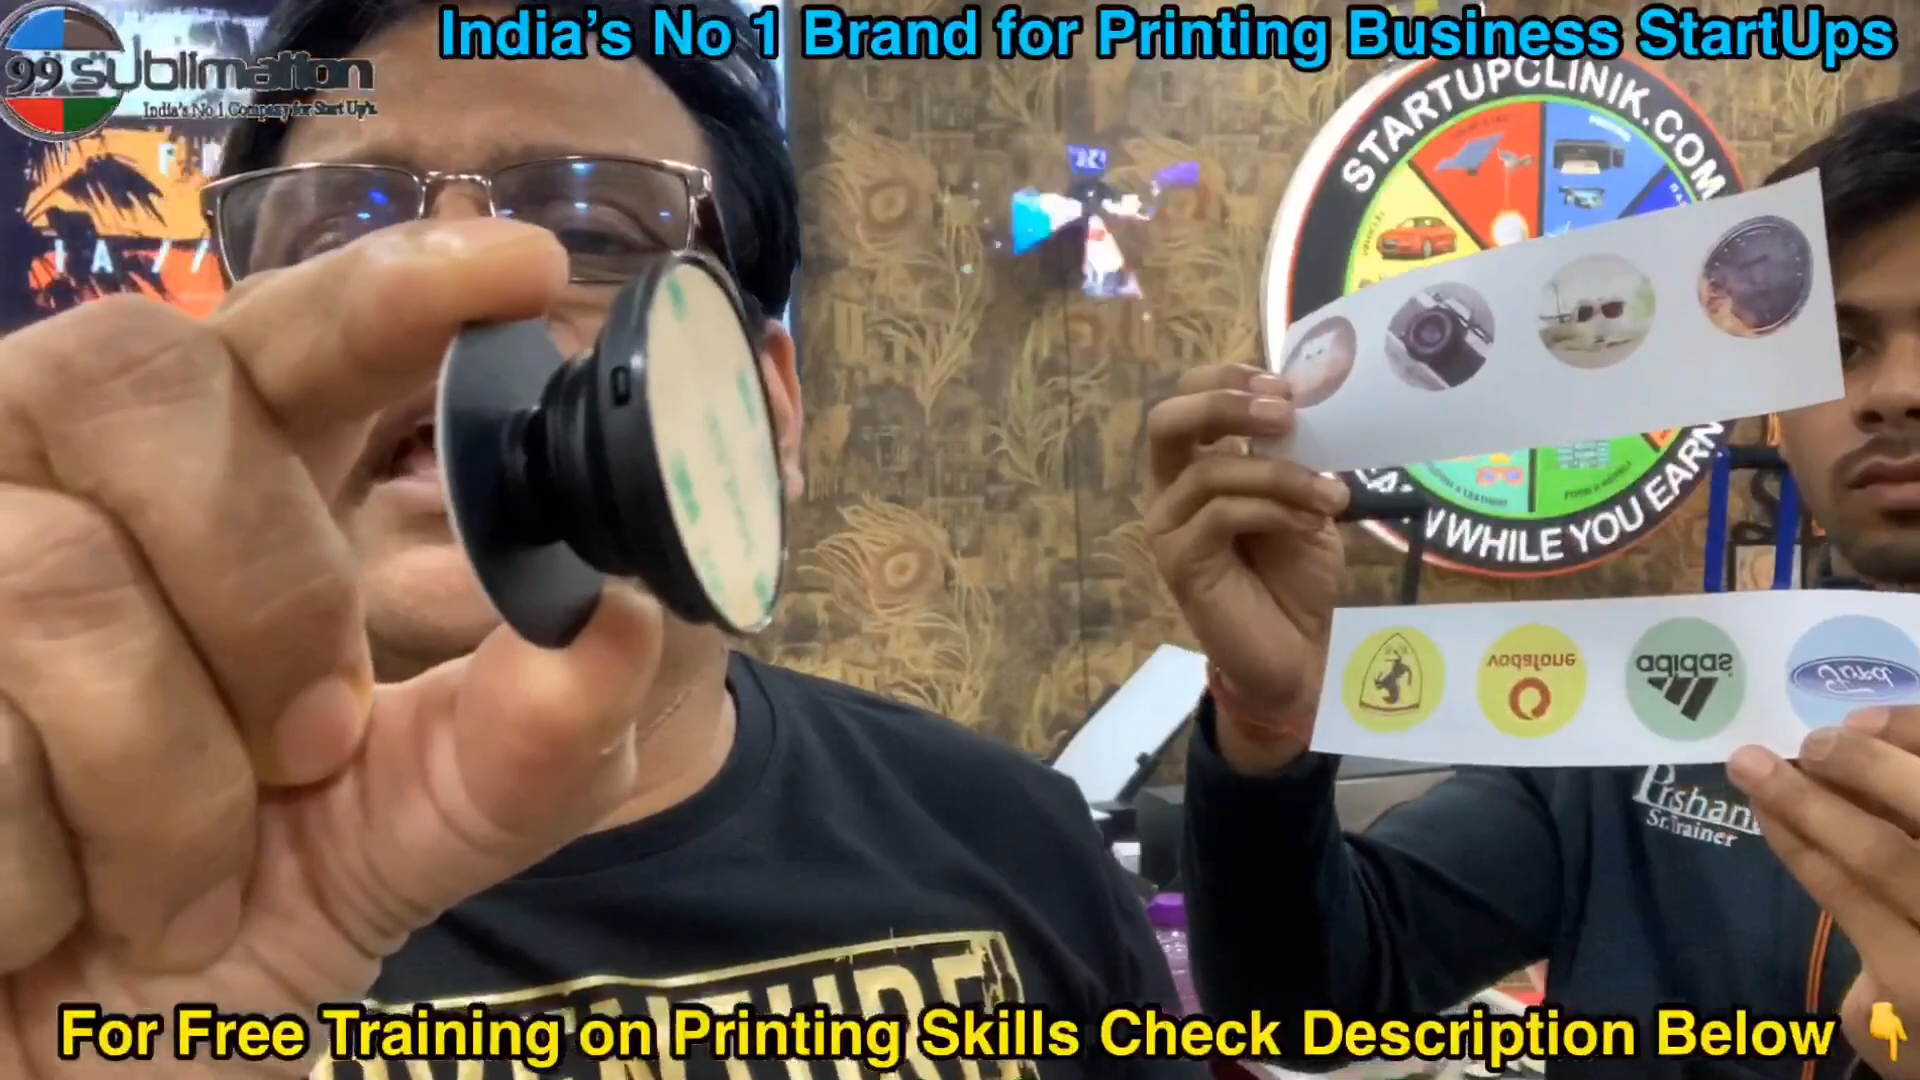 India's No 1 Brand for Printing Business StartUps
99 sublimation
India's No 1 Company for Start Up's.
STARTUPCLINIK.COM
WHILE YOU EARN
vodafone
adidas
Ford
Prshan
Sr.Trainer
For Free Training on Printing Skills Check Description Below 👇